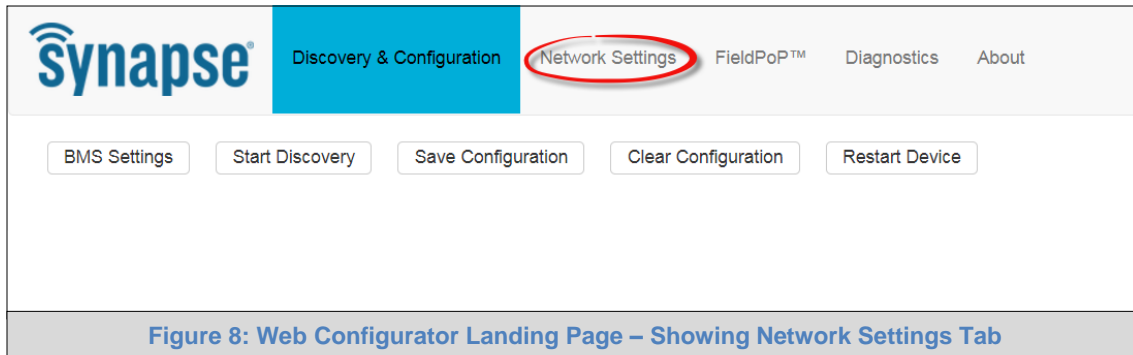 synapse®
Discovery & Configuration Network Settings FieldPoP™ Diagnostics About
BMS Settings Start Discovery Save Configuration Clear Configuration Restart Device
Figure 8: Web Configurator Landing Page – Showing Network Settings Tab